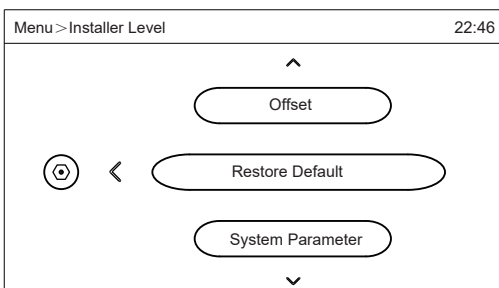 Menu>Installer Level 22:46
Offset
Restore Default
System Parameter